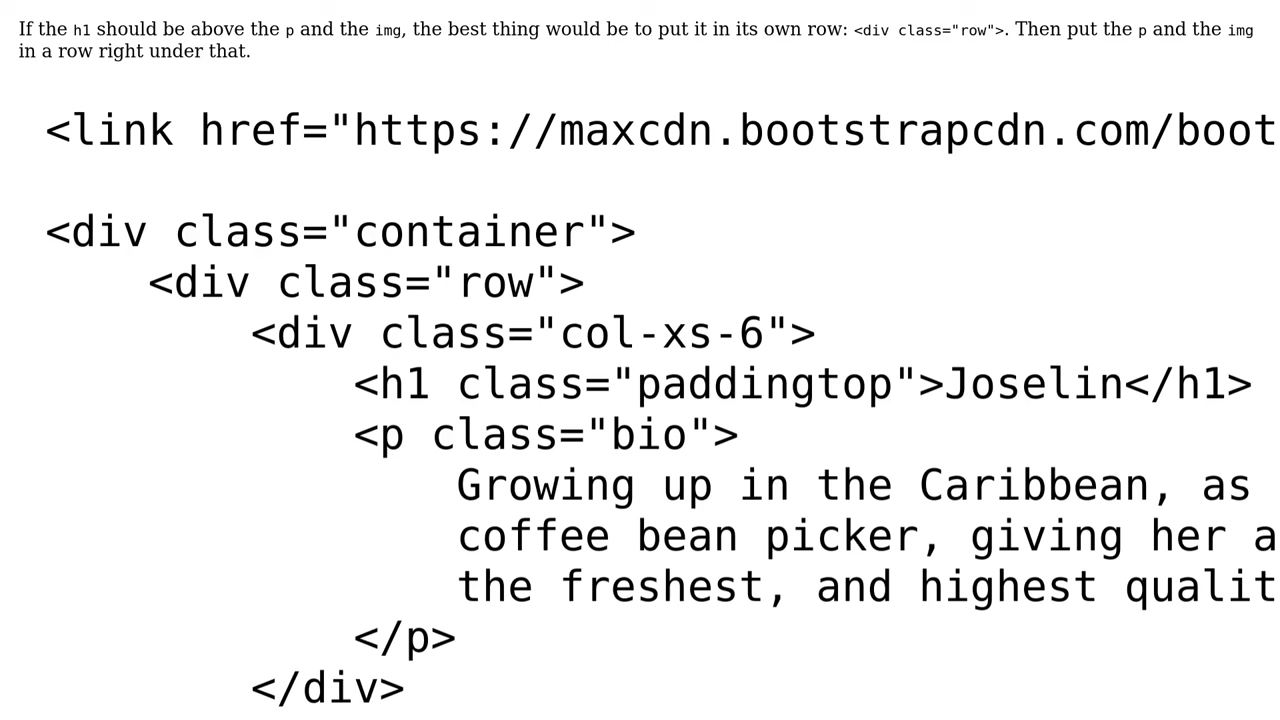 If the h1 should be above the p and the img, the best thing would be to put it in its own row: <div class="row">. Then put the p and the img
in a row right under that.
<link href="https://maxcdn.bootstrapcdn.com/boot
<div class="container">
    <div class="row">
        <div class="col-xs-6">
            <h1 class="paddingtop">Joselin</h1>
            <p class="bio">
                Growing up in the Caribbean, as
                coffee bean picker, giving her a
                the freshest, and highest qualit
            </p>
        </div>